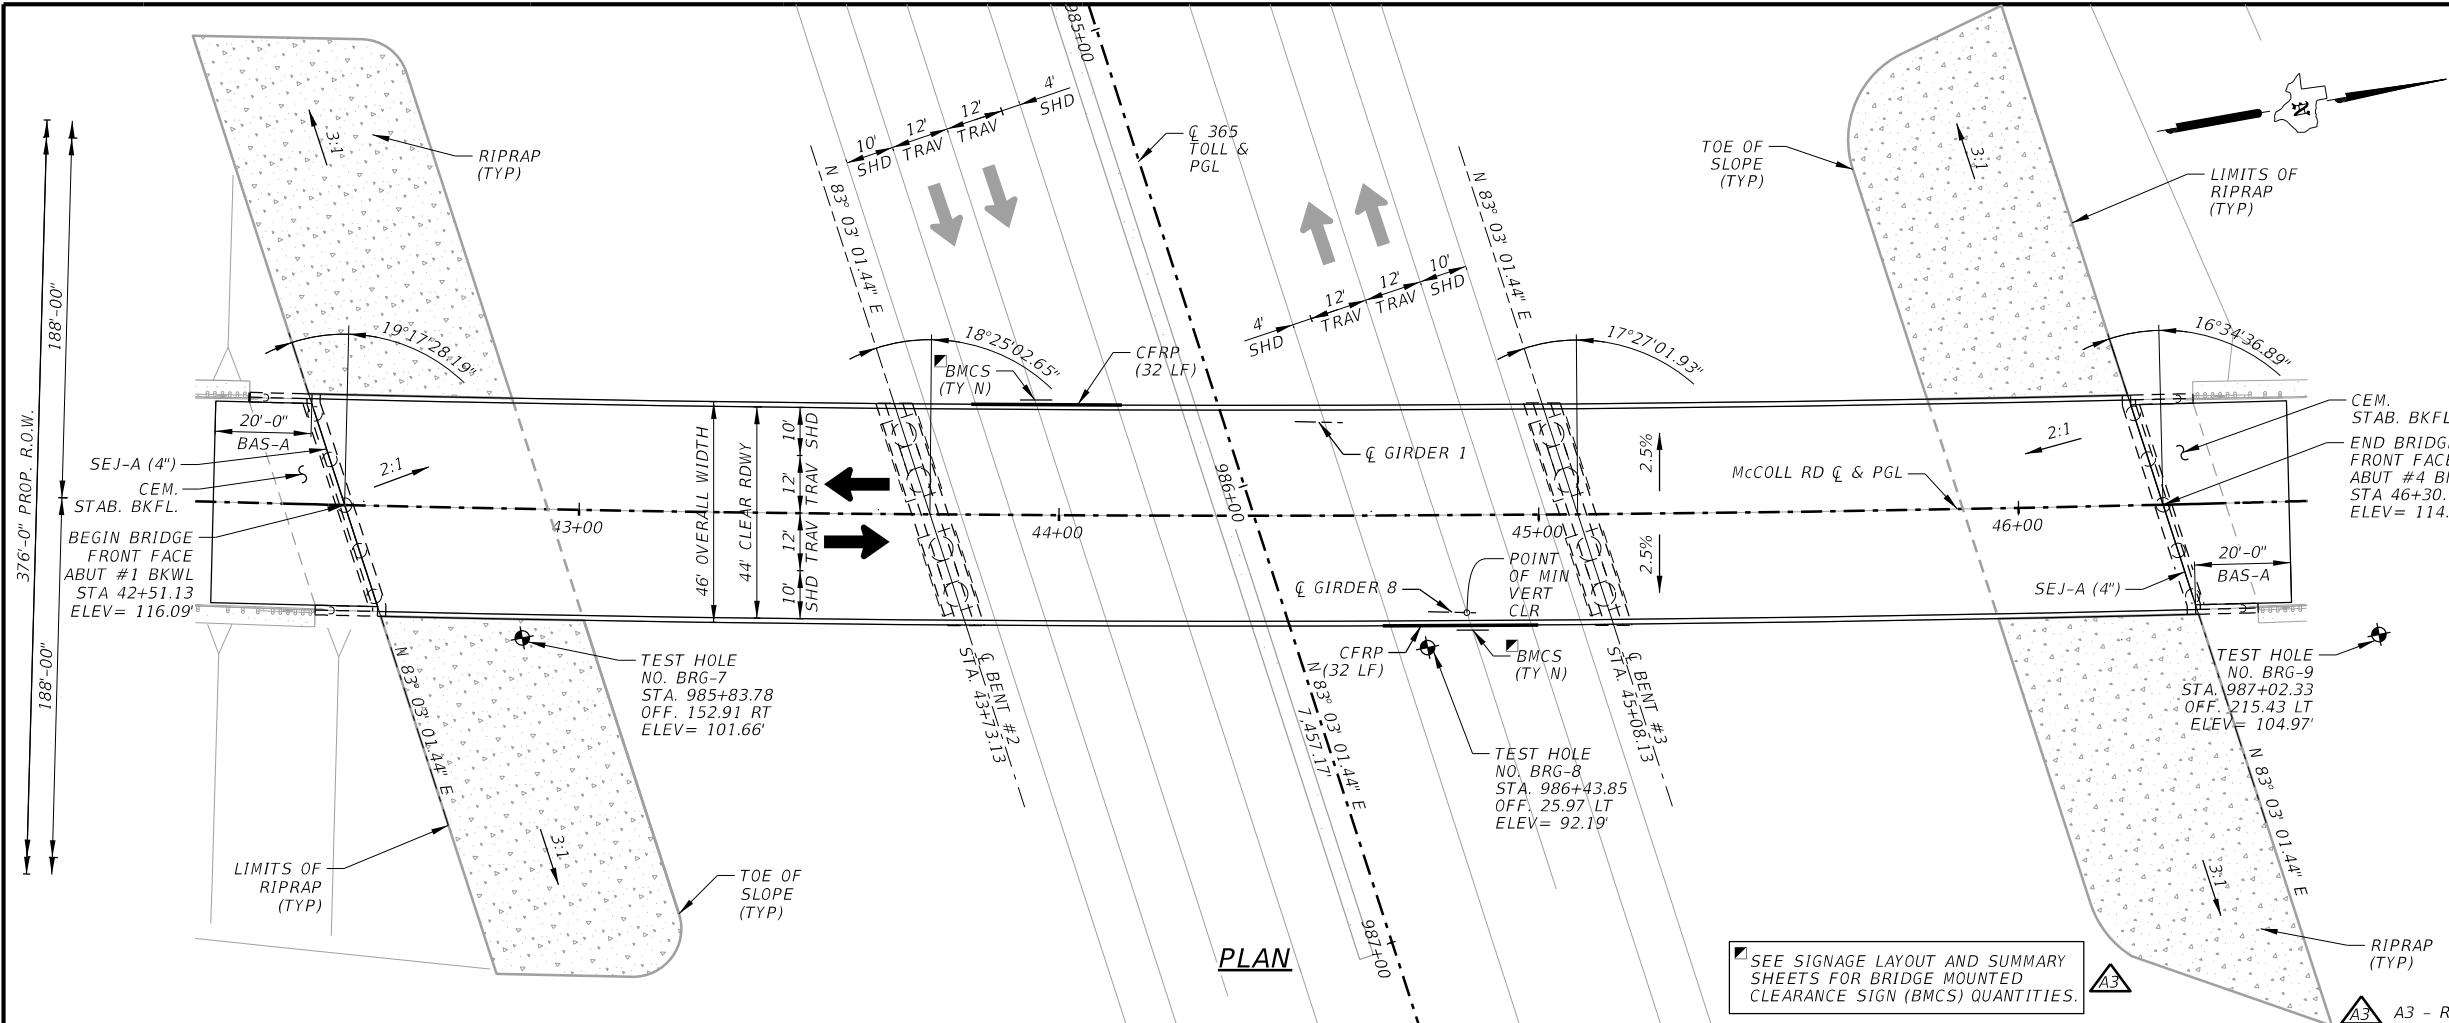 985+00
10' SHD
12' TRAV
12' TRAV
4' SHD
℄ 365
TOLL &
PGL
3:1
RIPRAP
(TYP)
TOE OF
SLOPE
(TYP)
3:1
LIMITS OF
RIPRAP
(TYP)
N
376'-0" PROP. R.O.W.
188'-00"
188'-00"
N 83° 03' 01.44" E
N 83° 03' 01.44" E
4' SHD
12' TRAV
12' TRAV
10' SHD
19°17'28.19"
18°25'02.65"
17°27'01.93"
16°34'36.89"
BMCS
(TY N)
CFRP
(32 LF)
℄ GIRDER 1
20'-0"
BAS-A
SEJ-A (4")
CEM.
STAB. BKFL.
2:1
BEGIN BRIDGE
FRONT FACE
ABUT #1 BKWL
STA 42+51.13
ELEV= 116.09'
43+00
46' OVERALL WIDTH
44' CLEAR RDWY
10' SHD
12' TRAV
12' TRAV
10' SHD
44+00
986+00
45+00
2.5%
2.5%
McCOLL RD ℄ & PGL
46+00
2:1
CEM.
STAB. BKFL
END BRIDGE
FRONT FACE
ABUT #4 B
STA 46+30.
ELEV= 114.
20'-0"
BAS-A
SEJ-A (4")
℄ GIRDER 8
POINT
OF MIN
VERT
CLR
CFRP
(32 LF)
BMCS
(TY N)
TEST HOLE
NO. BRG-7
STA. 985+83.78
OFF. 152.91 RT
ELEV= 101.66'
℄ BENT #2
STA. 43+73.13
N 83° 03' 01.44" E
7,457.17'
℄ BENT #3
STA. 45+08.13
TEST HOLE
NO. BRG-8
STA. 986+43.85
OFF. 25.97 LT
ELEV= 92.19'
TEST HOLE
NO. BRG-9
STA. 987+02.33
OFF. 215.43 LT
ELEV= 104.97'
N 83° 03' 01.44" E
N 83° 03' 01.44" E
3:1
LIMITS OF
RIPRAP
(TYP)
TOE OF
SLOPE
(TYP)
987+00
3:1
RIPRAP
(TYP)
PLAN
SEE SIGNAGE LAYOUT AND SUMMARY
SHEETS FOR BRIDGE MOUNTED
CLEARANCE SIGN (BMCS) QUANTITIES.
A3
A3 A3 - R